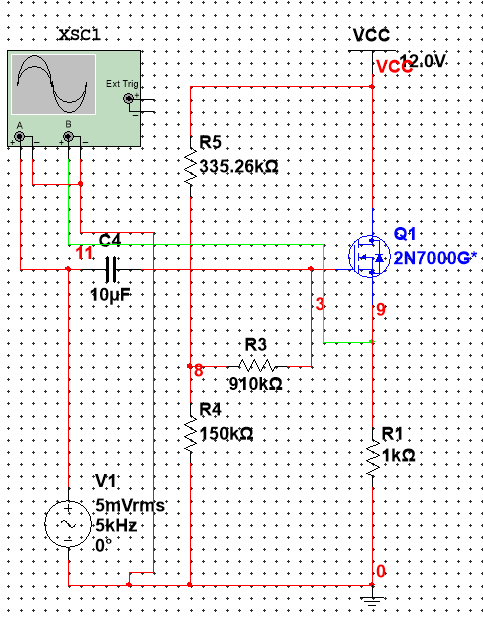 XSC1
Ext Trig
+
−
A
B
+ − + −
VCC
VCC
12.0V
R5
335.26kΩ
Q1
2N7000G*
11
C4
10µF
3
9
R3
8
910kΩ
R4
150kΩ
R1
1kΩ
V1
5mVrms
5kHz
0°
0